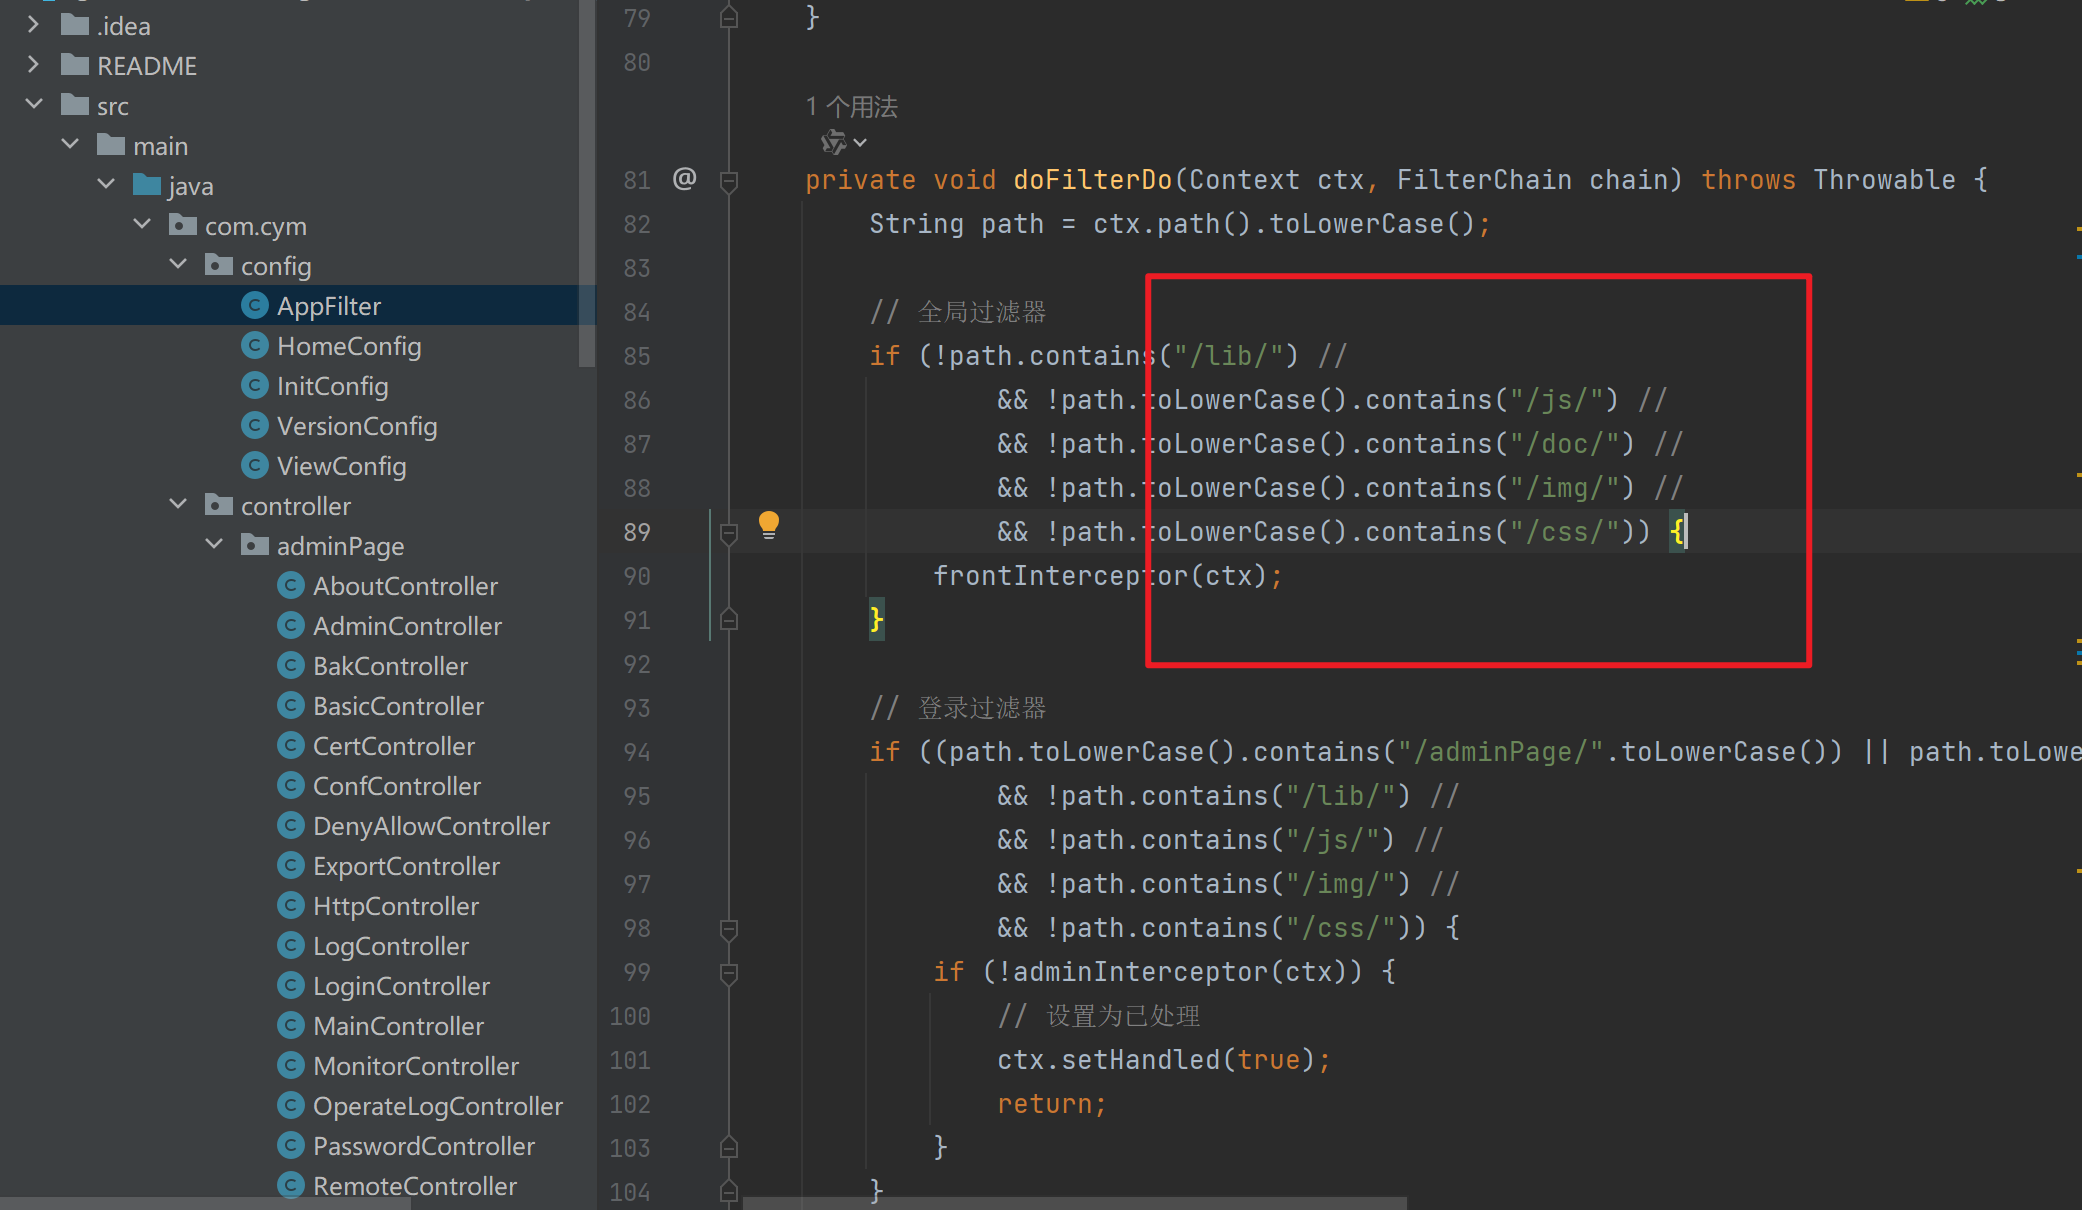 .idea
README
src
main
java
com.cym
config
AppFilter
HomeConfig
InitConfig
VersionConfig
ViewConfig
controller
adminPage
AboutController
AdminController
BakController
BasicController
CertController
ConfController
DenyAllowController
ExportController
HttpController
LogController
LoginController
MainController
MonitorController
OperateLogController
PasswordController
RemoteController
79 }
80
1 个用法
81 @ private void doFilterDo(Context ctx, FilterChain chain) throws Throwable {
82 String path = ctx.path().toLowerCase();
83
84 // 全局过滤器
85 if (!path.contains("/lib/") //
86 && !path.toLowerCase().contains("/js/") //
87 && !path.toLowerCase().contains("/doc/") //
88 && !path.toLowerCase().contains("/img/") //
89 && !path.toLowerCase().contains("/css/")) {
90 frontInterceptor(ctx);
91 }
92
93 // 登录过滤器
94 if ((path.toLowerCase().contains("/adminPage/".toLowerCase()) || path.toLowe
95 && !path.contains("/lib/") //
96 && !path.contains("/js/") //
97 && !path.contains("/img/") //
98 && !path.contains("/css/")) {
99 if (!adminInterceptor(ctx)) {
100 // 设置为已处理
101 ctx.setHandled(true);
102 return;
103 }
104 }